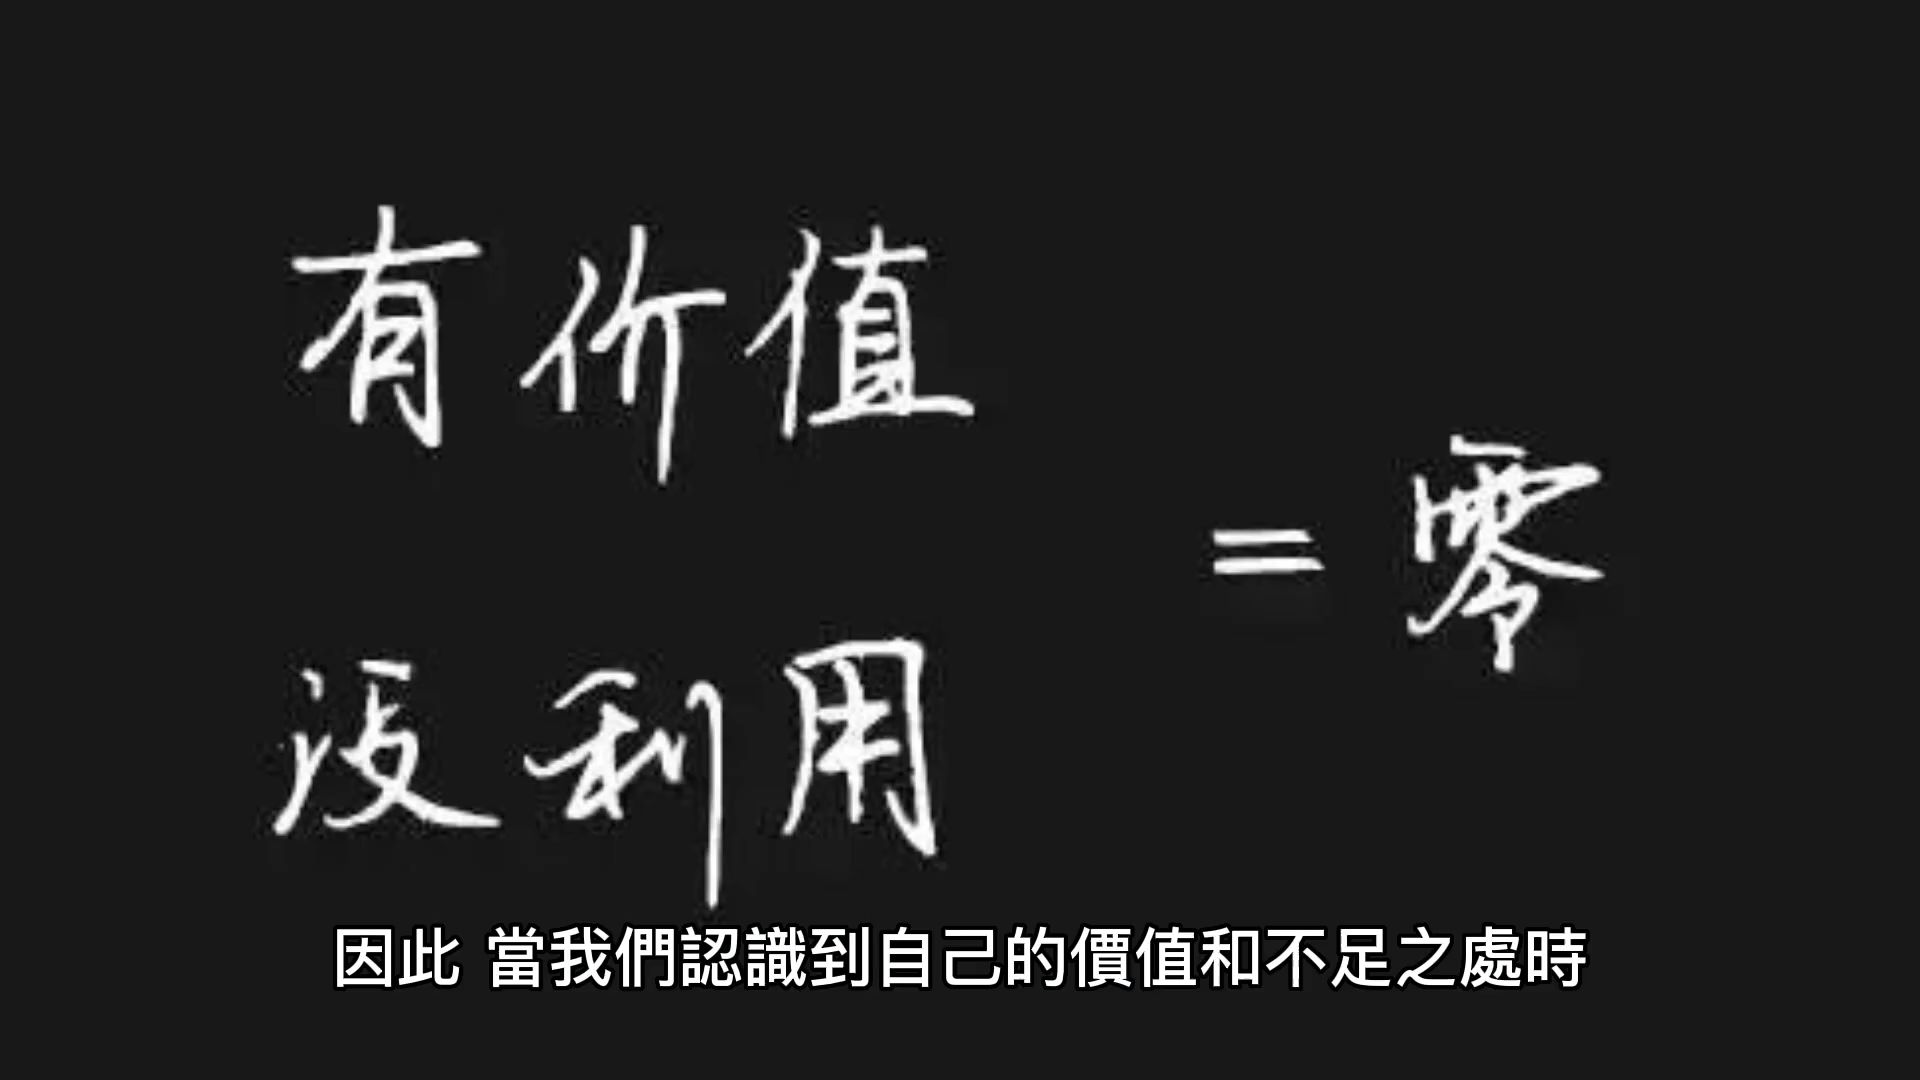 有价值
= 零
没利用
因此 當我們認識到自己的價值和不足之處時